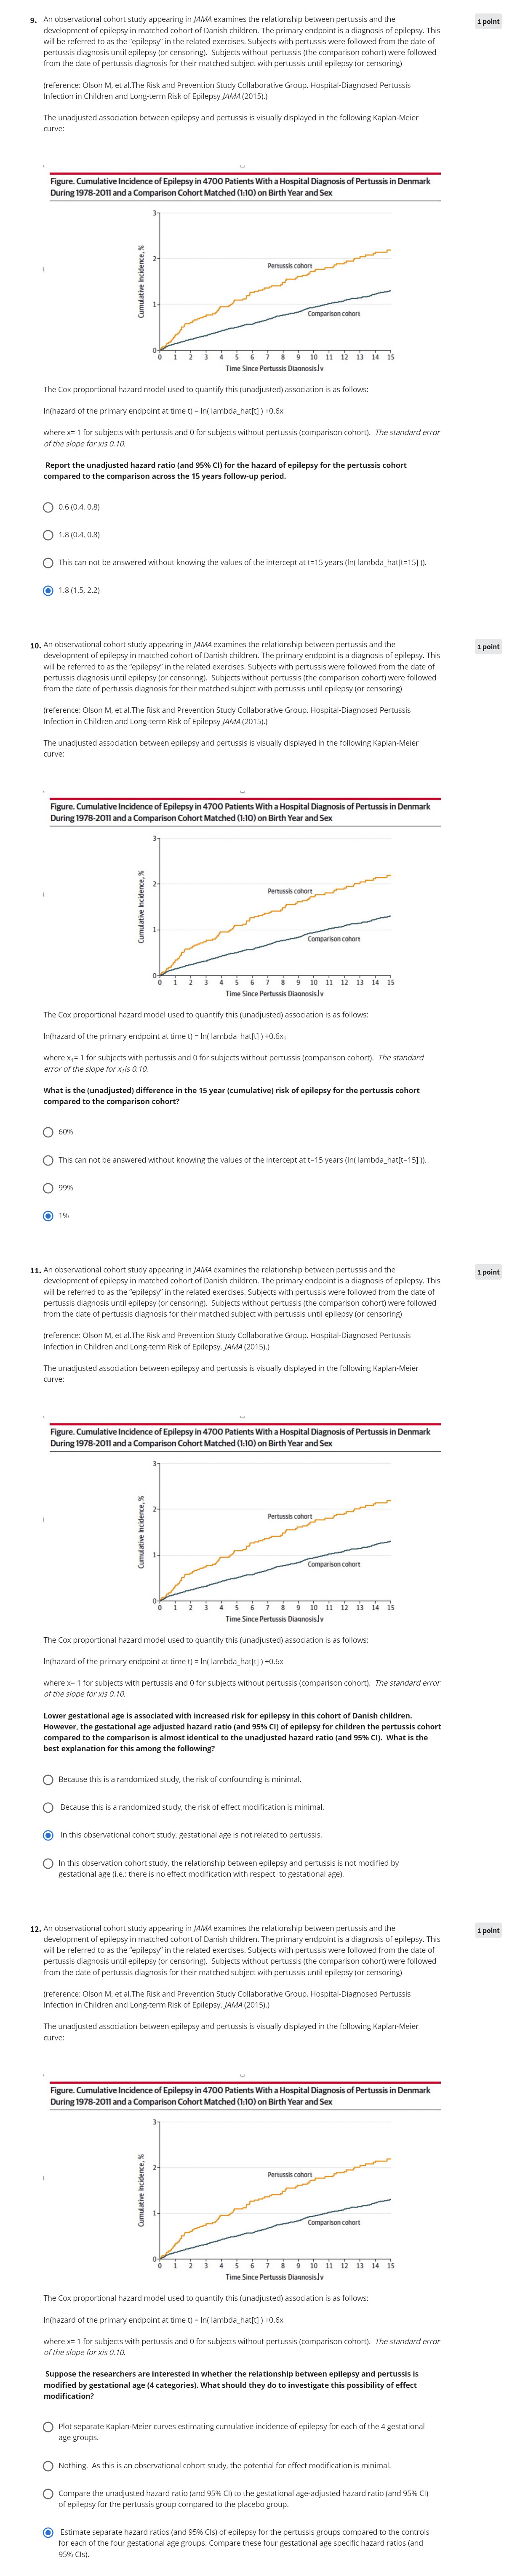 9. An observational cohort study appearing in JAMA examines the relationship between pertussis and the
1 point
development of epilepsy in matched cohort of Danish children. The primary endpoint is a diagnosis of epilepsy. This
will be referred to as the "epilepsy" in the related exercises. Subjects with pertussis were followed from the date of
pertussis diagnosis until epilepsy (or censoring). Subjects without pertussis (the comparison cohort) were followed
from the date of pertussis diagnosis for their matched subject with pertussis until epilepsy (or censoring)
(reference: Olson M, et al.The Risk and Prevention Study Collaborative Group. Hospital-Diagnosed Pertussis
Infection in Children and Long-term Risk of Epilepsy JAMA (2015).)
The unadjusted association between epilepsy and pertussis is visually displayed in the following Kaplan-Meier
curve:
Figure. Cumulative Incidence of Epilepsy in 4700 Patients With a Hospital Diagnosis of Pertussis in Denmark
During 1978-2011 and a Comparison Cohort Matched (1:10) on Birth Year and Sex
3
2
1
0
Cumulative Incidence, %
Pertussis cohort
Comparison cohort
0 1 2 3 4 5 6 7 8 9 10 11 12 13 14 15
Time Since Pertussis Diagnosis, y
The Cox proportional hazard model used to quantify this (unadjusted) association is as follows:
ln(hazard of the primary endpoint at time t) = ln( lambda_hat[t] ) +0.6x
where x= 1 for subjects with pertussis and 0 for subjects without pertussis (comparison cohort). The standard error
of the slope for xis 0.10.
Report the unadjusted hazard ratio (and 95% CI) for the hazard of epilepsy for the pertussis cohort
compared to the comparison across the 15 years follow-up period.
0.6 (0.4, 0.8)
1.8 (0.4, 0.8)
This can not be answered without knowing the values of the intercept at t=15 years (ln( lambda_hat[t=15] )).
1.8 (1.5, 2.2)
10. An observational cohort study appearing in JAMA examines the relationship between pertussis and the
1 point
development of epilepsy in matched cohort of Danish children. The primary endpoint is a diagnosis of epilepsy. This
will be referred to as the "epilepsy" in the related exercises. Subjects with pertussis were followed from the date of
pertussis diagnosis until epilepsy (or censoring). Subjects without pertussis (the comparison cohort) were followed
from the date of pertussis diagnosis for their matched subject with pertussis until epilepsy (or censoring)
(reference: Olson M, et al.The Risk and Prevention Study Collaborative Group. Hospital-Diagnosed Pertussis
Infection in Children and Long-term Risk of Epilepsy JAMA (2015).)
The unadjusted association between epilepsy and pertussis is visually displayed in the following Kaplan-Meier
curve:
Figure. Cumulative Incidence of Epilepsy in 4700 Patients With a Hospital Diagnosis of Pertussis in Denmark
During 1978-2011 and a Comparison Cohort Matched (1:10) on Birth Year and Sex
3
2
1
0
Cumulative Incidence, %
Pertussis cohort
Comparison cohort
0 1 2 3 4 5 6 7 8 9 10 11 12 13 14 15
Time Since Pertussis Diagnosis, y
The Cox proportional hazard model used to quantify this (unadjusted) association is as follows:
ln(hazard of the primary endpoint at time t) = ln( lambda_hat[t] ) +0.6x₁
where x₁= 1 for subjects with pertussis and 0 for subjects without pertussis (comparison cohort). The standard
error of the slope for x₁is 0.10.
What is the (unadjusted) difference in the 15 year (cumulative) risk of epilepsy for the pertussis cohort
compared to the comparison cohort?
60%
This can not be answered without knowing the values of the intercept at t=15 years (ln( lambda_hat[t=15] )).
99%
1%
11. An observational cohort study appearing in JAMA examines the relationship between pertussis and the
1 point
development of epilepsy in matched cohort of Danish children. The primary endpoint is a diagnosis of epilepsy. This
will be referred to as the "epilepsy" in the related exercises. Subjects with pertussis were followed from the date of
pertussis diagnosis until epilepsy (or censoring). Subjects without pertussis (the comparison cohort) were followed
from the date of pertussis diagnosis for their matched subject with pertussis until epilepsy (or censoring)
(reference: Olson M, et al.The Risk and Prevention Study Collaborative Group. Hospital-Diagnosed Pertussis
Infection in Children and Long-term Risk of Epilepsy. JAMA (2015).)
The unadjusted association between epilepsy and pertussis is visually displayed in the following Kaplan-Meier
curve:
Figure. Cumulative Incidence of Epilepsy in 4700 Patients With a Hospital Diagnosis of Pertussis in Denmark
During 1978-2011 and a Comparison Cohort Matched (1:10) on Birth Year and Sex
3
2
1
0
Cumulative Incidence, %
Pertussis cohort
Comparison cohort
0 1 2 3 4 5 6 7 8 9 10 11 12 13 14 15
Time Since Pertussis Diagnosis, y
The Cox proportional hazard model used to quantify this (unadjusted) association is as follows:
ln(hazard of the primary endpoint at time t) = ln( lambda_hat[t] ) +0.6x
where x= 1 for subjects with pertussis and 0 for subjects without pertussis (comparison cohort). The standard error
of the slope for xis 0.10.
Lower gestational age is associated with increased risk for epilepsy in this cohort of Danish children.
However, the gestational age adjusted hazard ratio (and 95% CI) of epilepsy for children the pertussis cohort
compared to the comparison is almost identical to the unadjusted hazard ratio (and 95% CI). What is the
best explanation for this among the following?
Because this is a randomized study, the risk of confounding is minimal.
Because this is a randomized study, the risk of effect modification is minimal.
In this observational cohort study, gestational age is not related to pertussis.
In this observation cohort study, the relationship between epilepsy and pertussis is not modified by
gestational age (i.e.: there is no effect modification with respect to gestational age).
12. An observational cohort study appearing in JAMA examines the relationship between pertussis and the
1 point
development of epilepsy in matched cohort of Danish children. The primary endpoint is a diagnosis of epilepsy. This
will be referred to as the "epilepsy" in the related exercises. Subjects with pertussis were followed from the date of
pertussis diagnosis until epilepsy (or censoring). Subjects without pertussis (the comparison cohort) were followed
from the date of pertussis diagnosis for their matched subject with pertussis until epilepsy (or censoring)
(reference: Olson M, et al.The Risk and Prevention Study Collaborative Group. Hospital-Diagnosed Pertussis
Infection in Children and Long-term Risk of Epilepsy. JAMA (2015).)
The unadjusted association between epilepsy and pertussis is visually displayed in the following Kaplan-Meier
curve:
Figure. Cumulative Incidence of Epilepsy in 4700 Patients With a Hospital Diagnosis of Pertussis in Denmark
During 1978-2011 and a Comparison Cohort Matched (1:10) on Birth Year and Sex
3
2
1
0
Cumulative Incidence, %
Pertussis cohort
Comparison cohort
0 1 2 3 4 5 6 7 8 9 10 11 12 13 14 15
Time Since Pertussis Diagnosis, y
The Cox proportional hazard model used to quantify this (unadjusted) association is as follows:
ln(hazard of the primary endpoint at time t) = ln( lambda_hat[t] ) +0.6x
where x= 1 for subjects with pertussis and 0 for subjects without pertussis (comparison cohort). The standard error
of the slope for xis 0.10.
Suppose the researchers are interested in whether the relationship between epilepsy and pertussis is
modified by gestational age (4 categories). What should they do to investigate this possibility of effect
modification?
Plot separate Kaplan-Meier curves estimating cumulative incidence of epilepsy for each of the 4 gestational
age groups.
Nothing. As this is an observational cohort study, the potential for effect modification is minimal.
Compare the unadjusted hazard ratio (and 95% CI) to the gestational age-adjusted hazard ratio (and 95% CI)
of epilepsy for the pertussis group compared to the placebo group.
Estimate separate hazard ratios (and 95% CIs) of epilepsy for the pertussis groups compared to the controls
for each of the four gestational age groups. Compare these four gestational age specific hazard ratios (and
95% CIs).